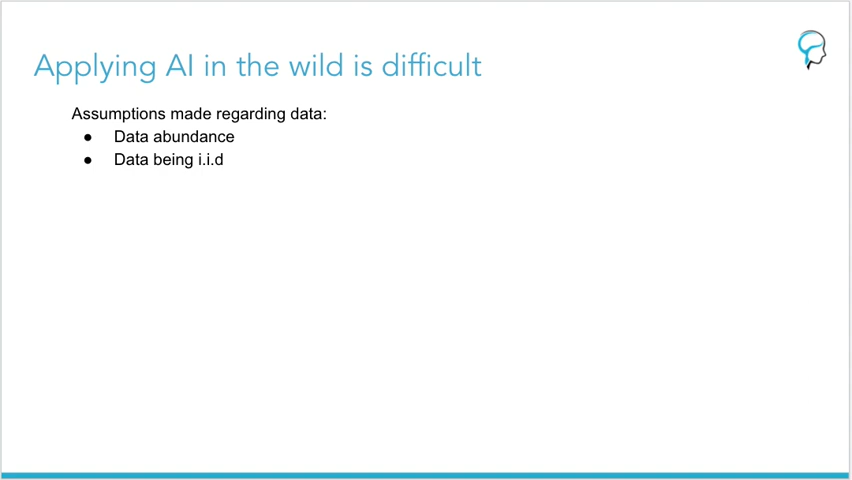 Applying AI in the wild is difficult
Assumptions made regarding data:
● Data abundance
● Data being i.i.d